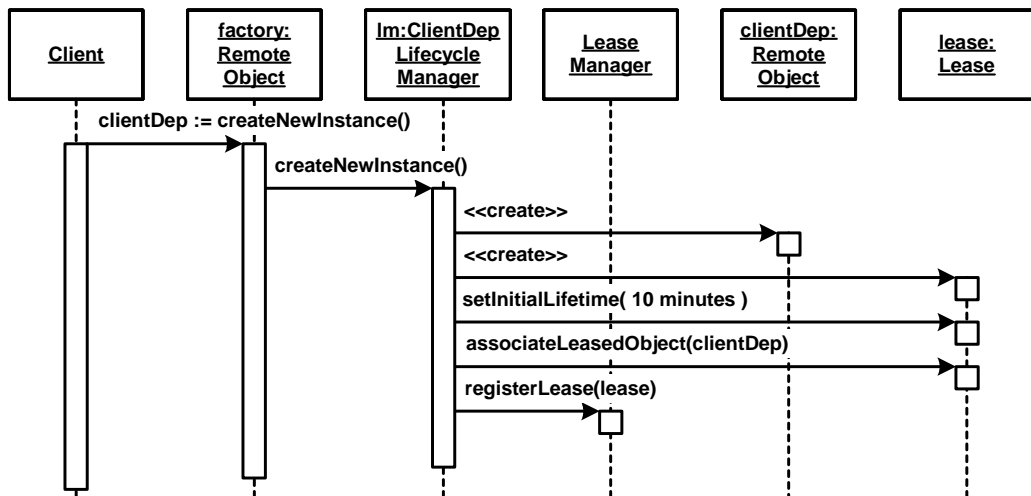 Client
factory:
Remote
Object
lm:ClientDep
Lifecycle
Manager
Lease
Manager
clientDep:
Remote
Object
lease:
Lease
clientDep := createNewInstance()
createNewInstance()
<<create>>
<<create>>
setInitialLifetime( 10 minutes )
associateLeasedObject(clientDep)
registerLease(lease)